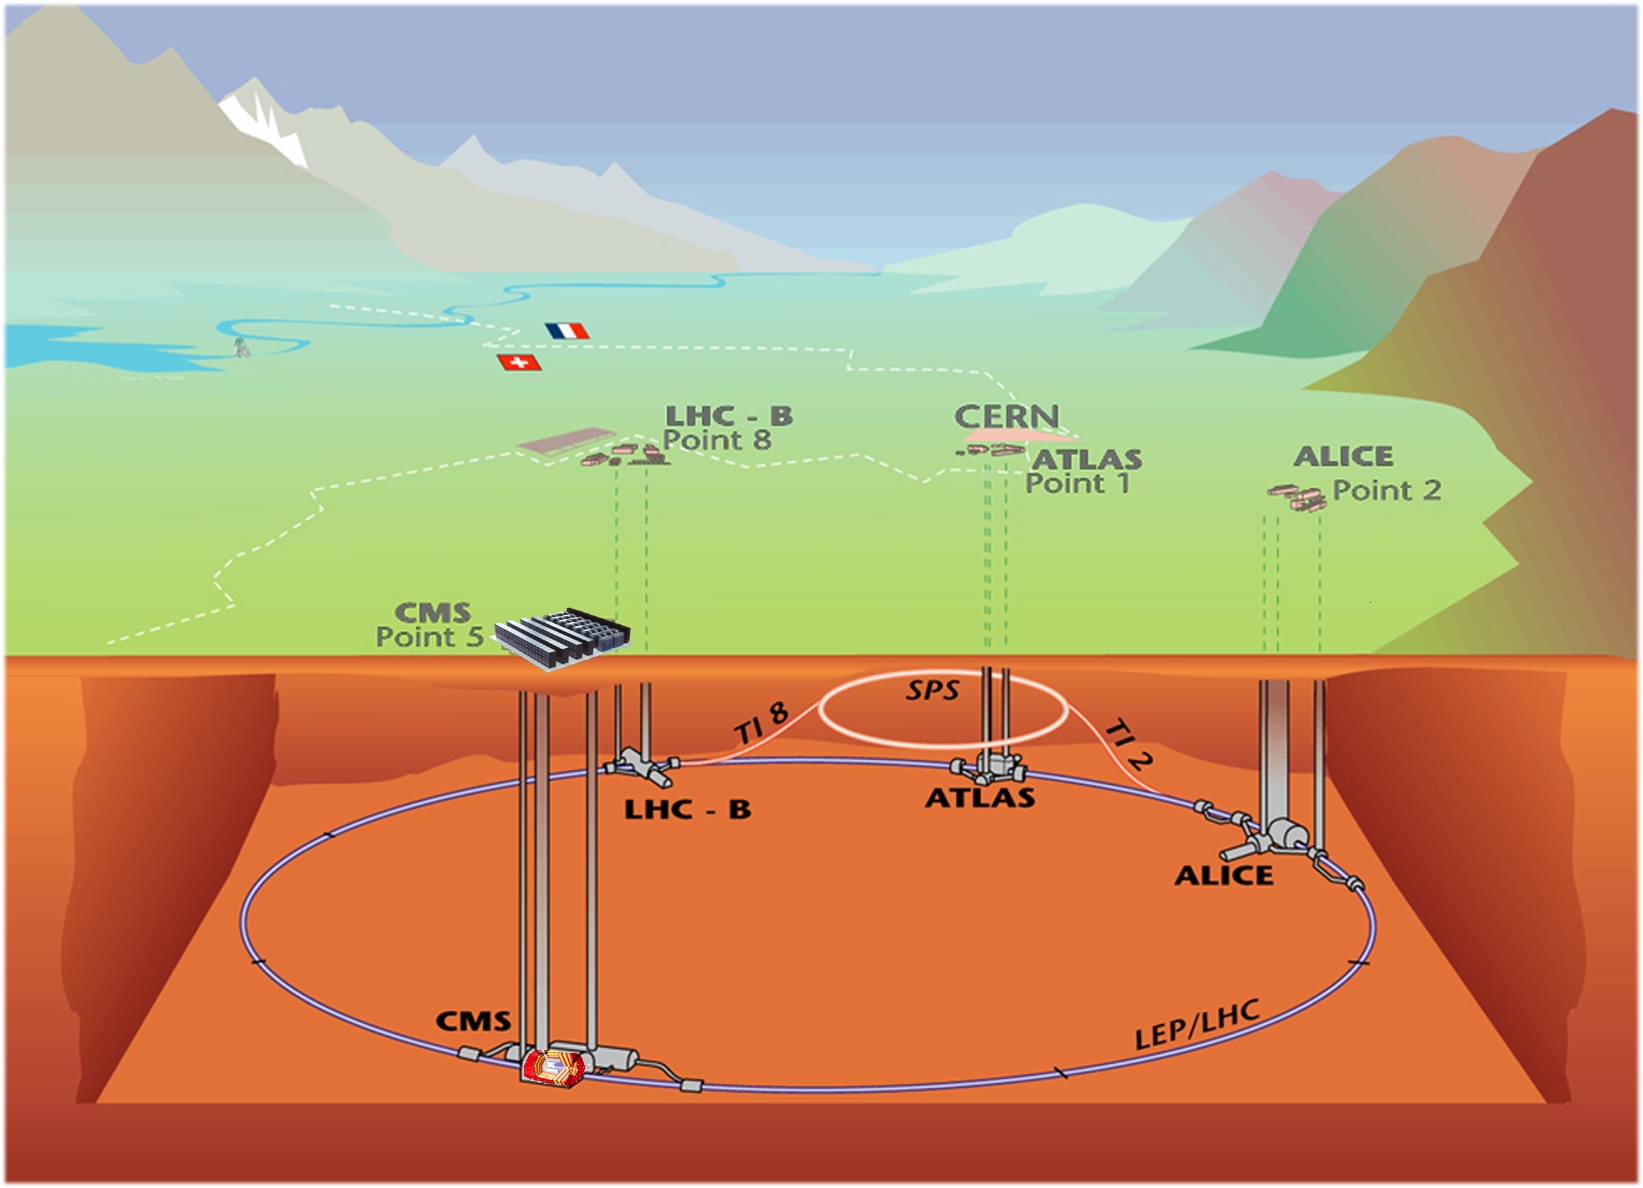 LHC - B
Point 8
CERN
ATLAS
Point 1
ALICE
Point 2
CMS
Point 5
SPS
TI 8
TI 2
LHC - B
ATLAS
ALICE
CMS
LEP/LHC